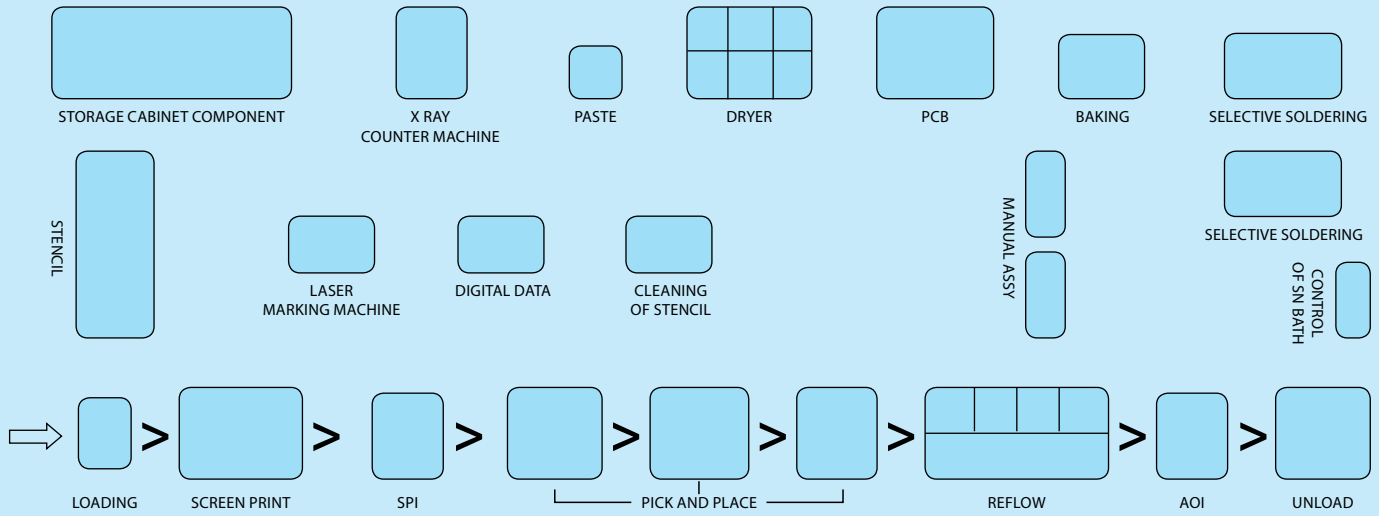 STORAGE CABINET COMPONENT
X RAY
COUNTER MACHINE
PASTE
DRYER
PCB
BAKING
SELECTIVE SOLDERING
STENCIL
LASER
MARKING MACHINE
DIGITAL DATA
CLEANING
OF STENCIL
MANUAL ASSY
SELECTIVE SOLDERING
CONTROL
OF SN BATH
LOADING
SCREEN PRINT
SPI
PICK AND PLACE
REFLOW
AOI
UNLOAD